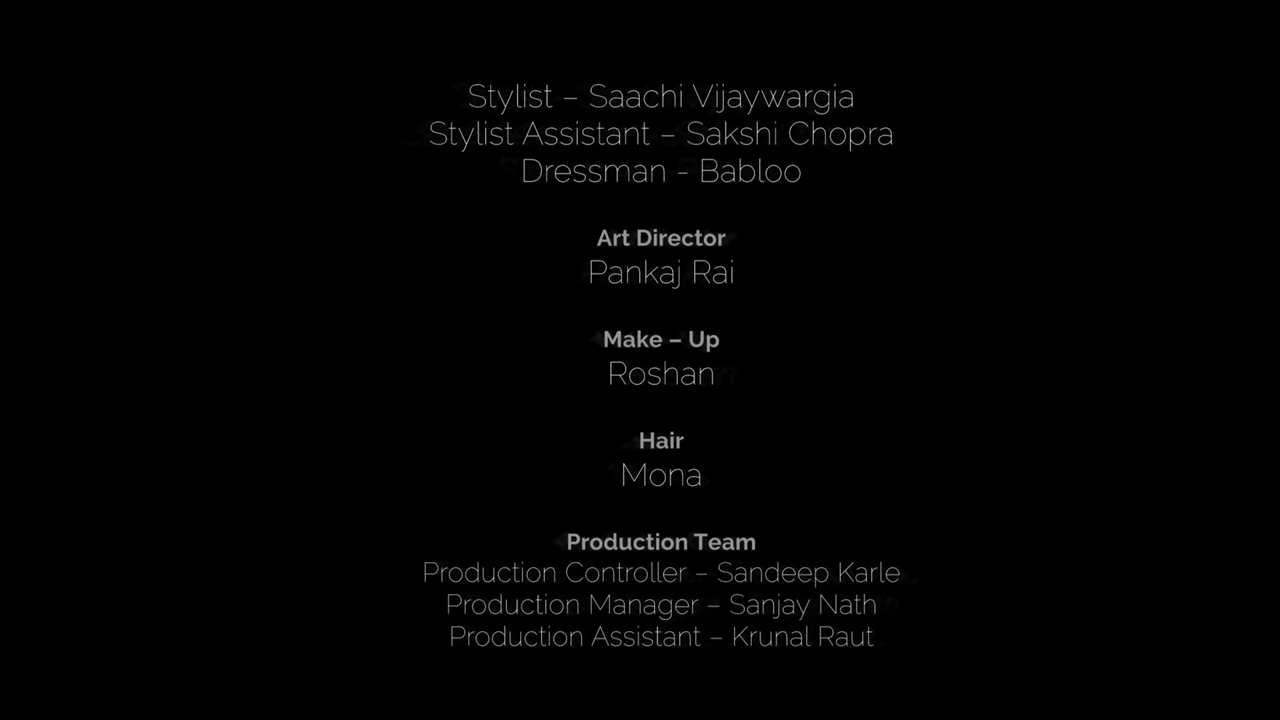 Stylist – Saachi Vijaywargia
Stylist Assistant – Sakshi Chopra
Dressman - Babloo
Art Director
Pankaj Rai
Make – Up
Roshan
Hair
Mona
Production Team
Production Controller – Sandeep Karle
Production Manager – Sanjay Nath
Production Assistant – Krunal Raut